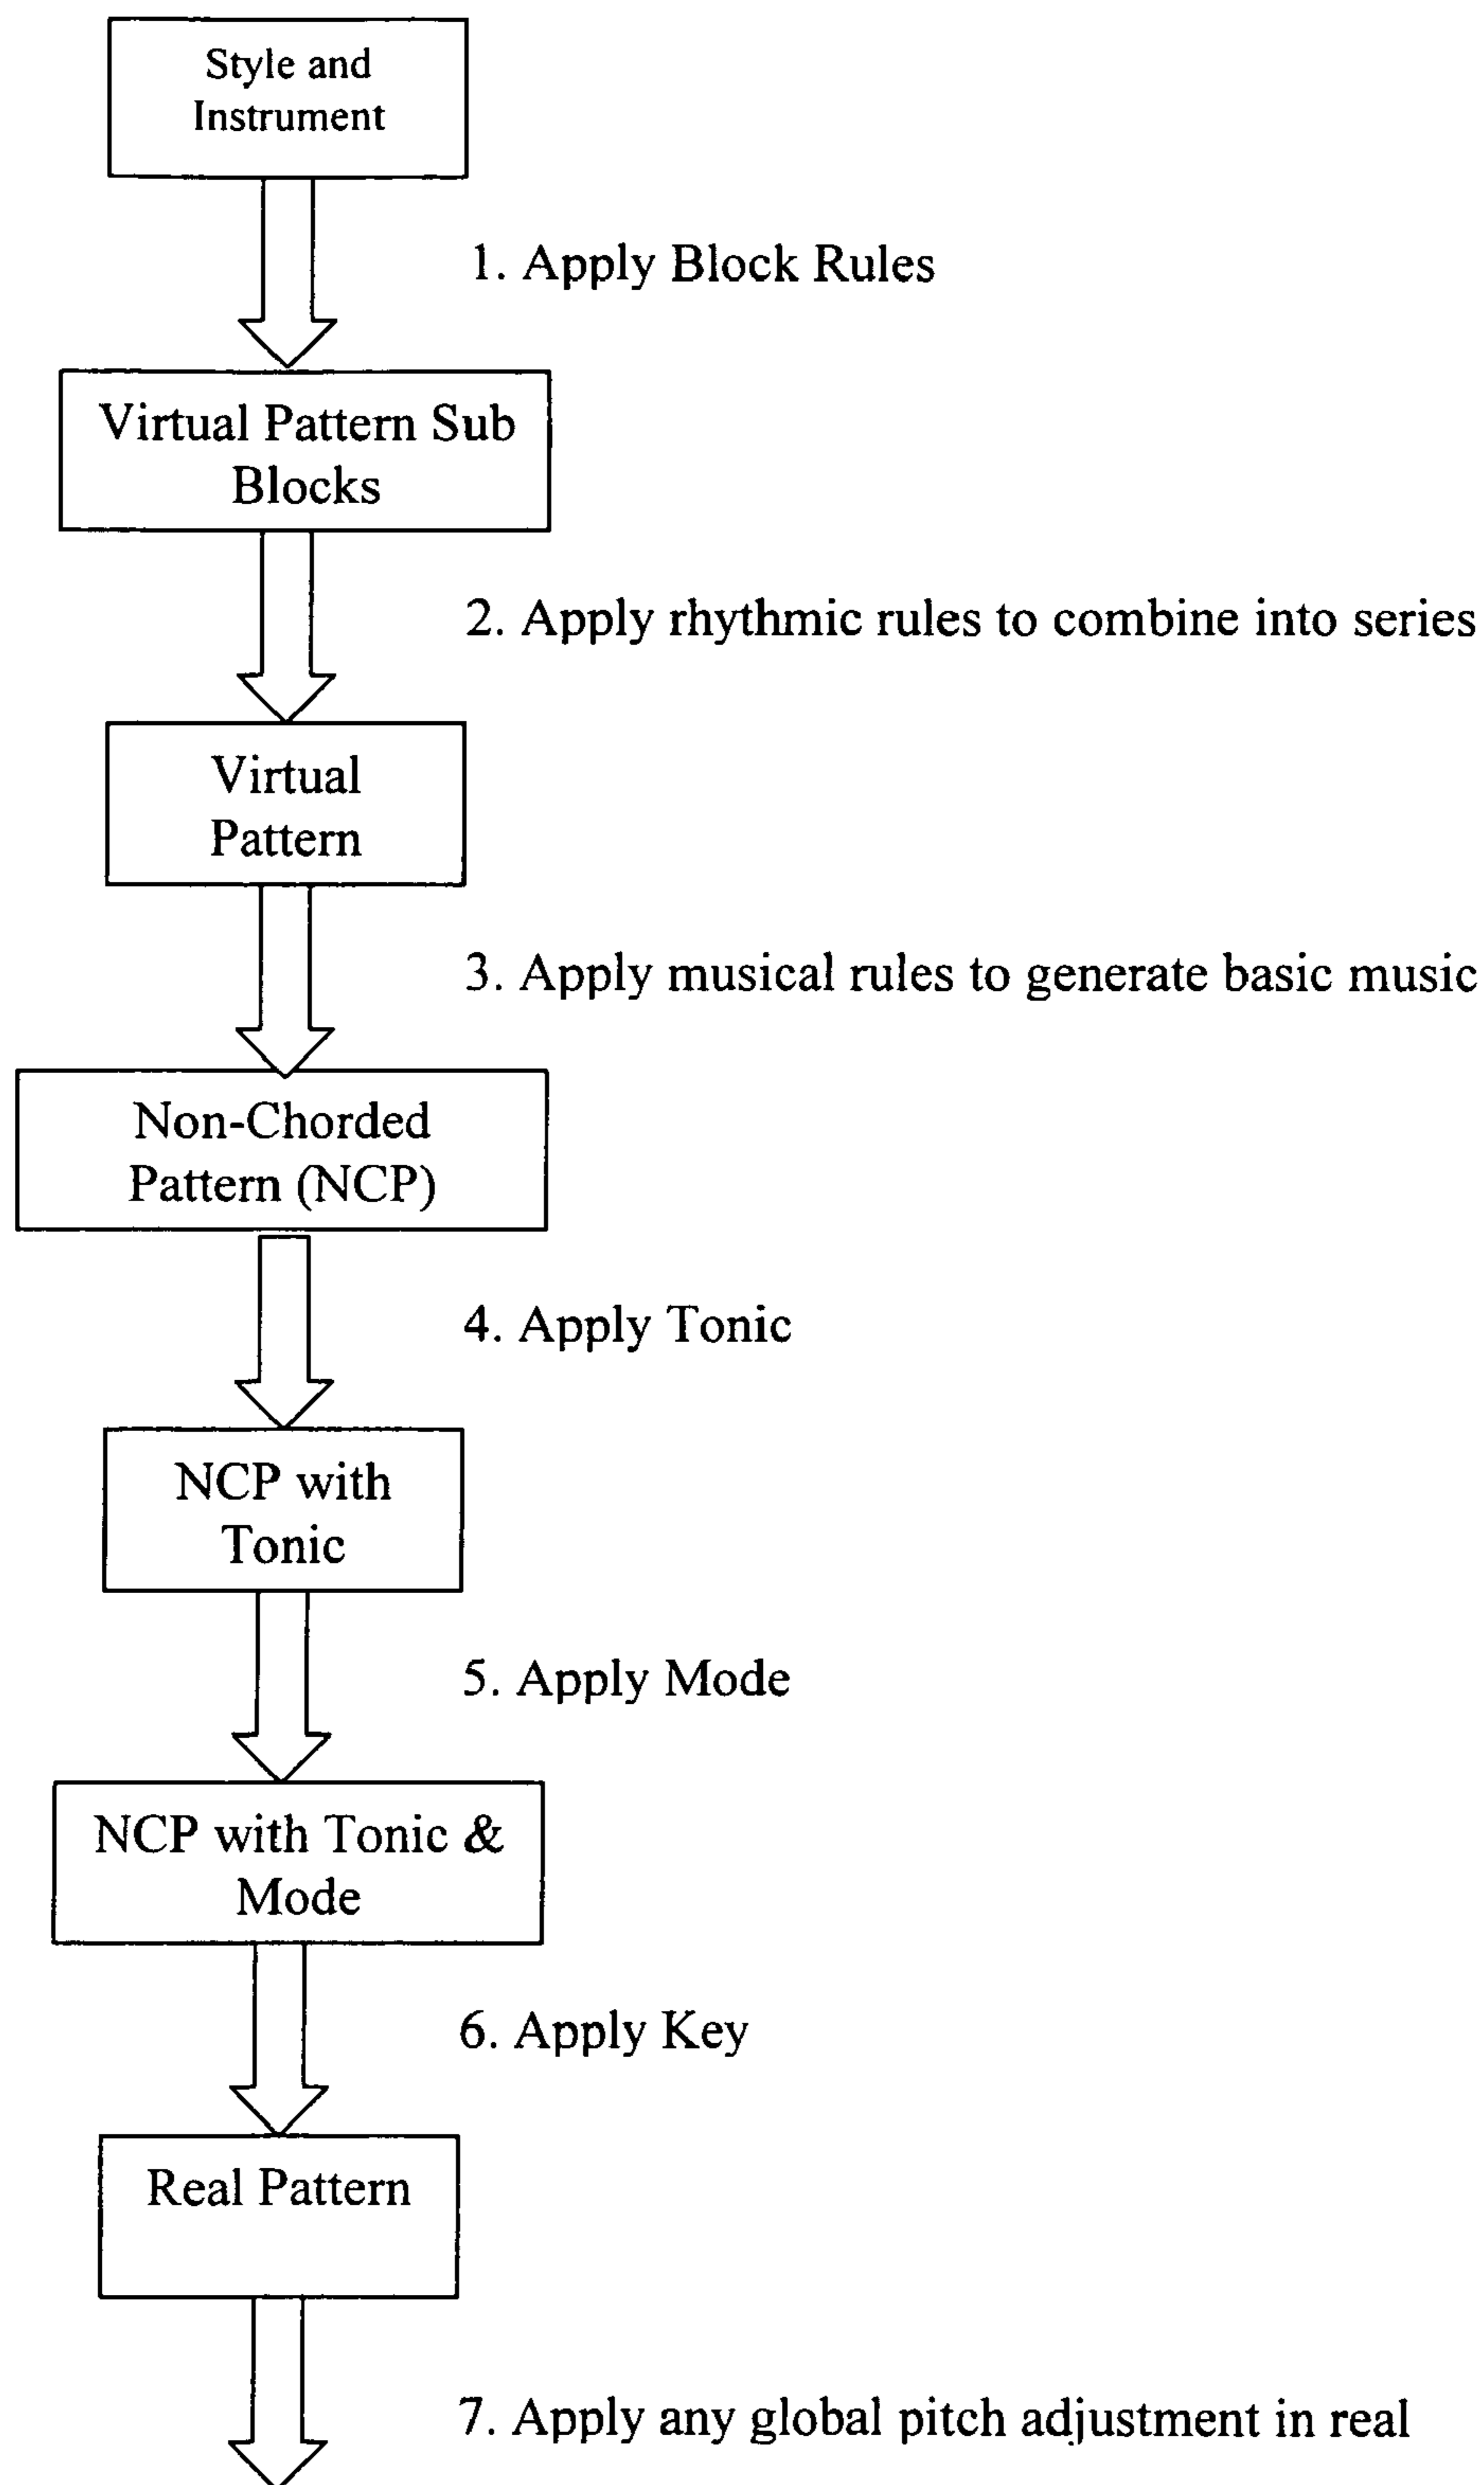 Style and
Instrument
1. Apply Block Rules
Virtual Pattern Sub
Blocks
2. Apply rhythmic rules to combine into series
Virtual
Pattern
3. Apply musical rules to generate basic music
Non-Chorded
Pattern (NCP)
4. Apply Tonic
NCP with
Tonic
5. Apply Mode
NCP with Tonic &
Mode
6. Apply Key
Real Pattern
7. Apply any global pitch adjustment in real